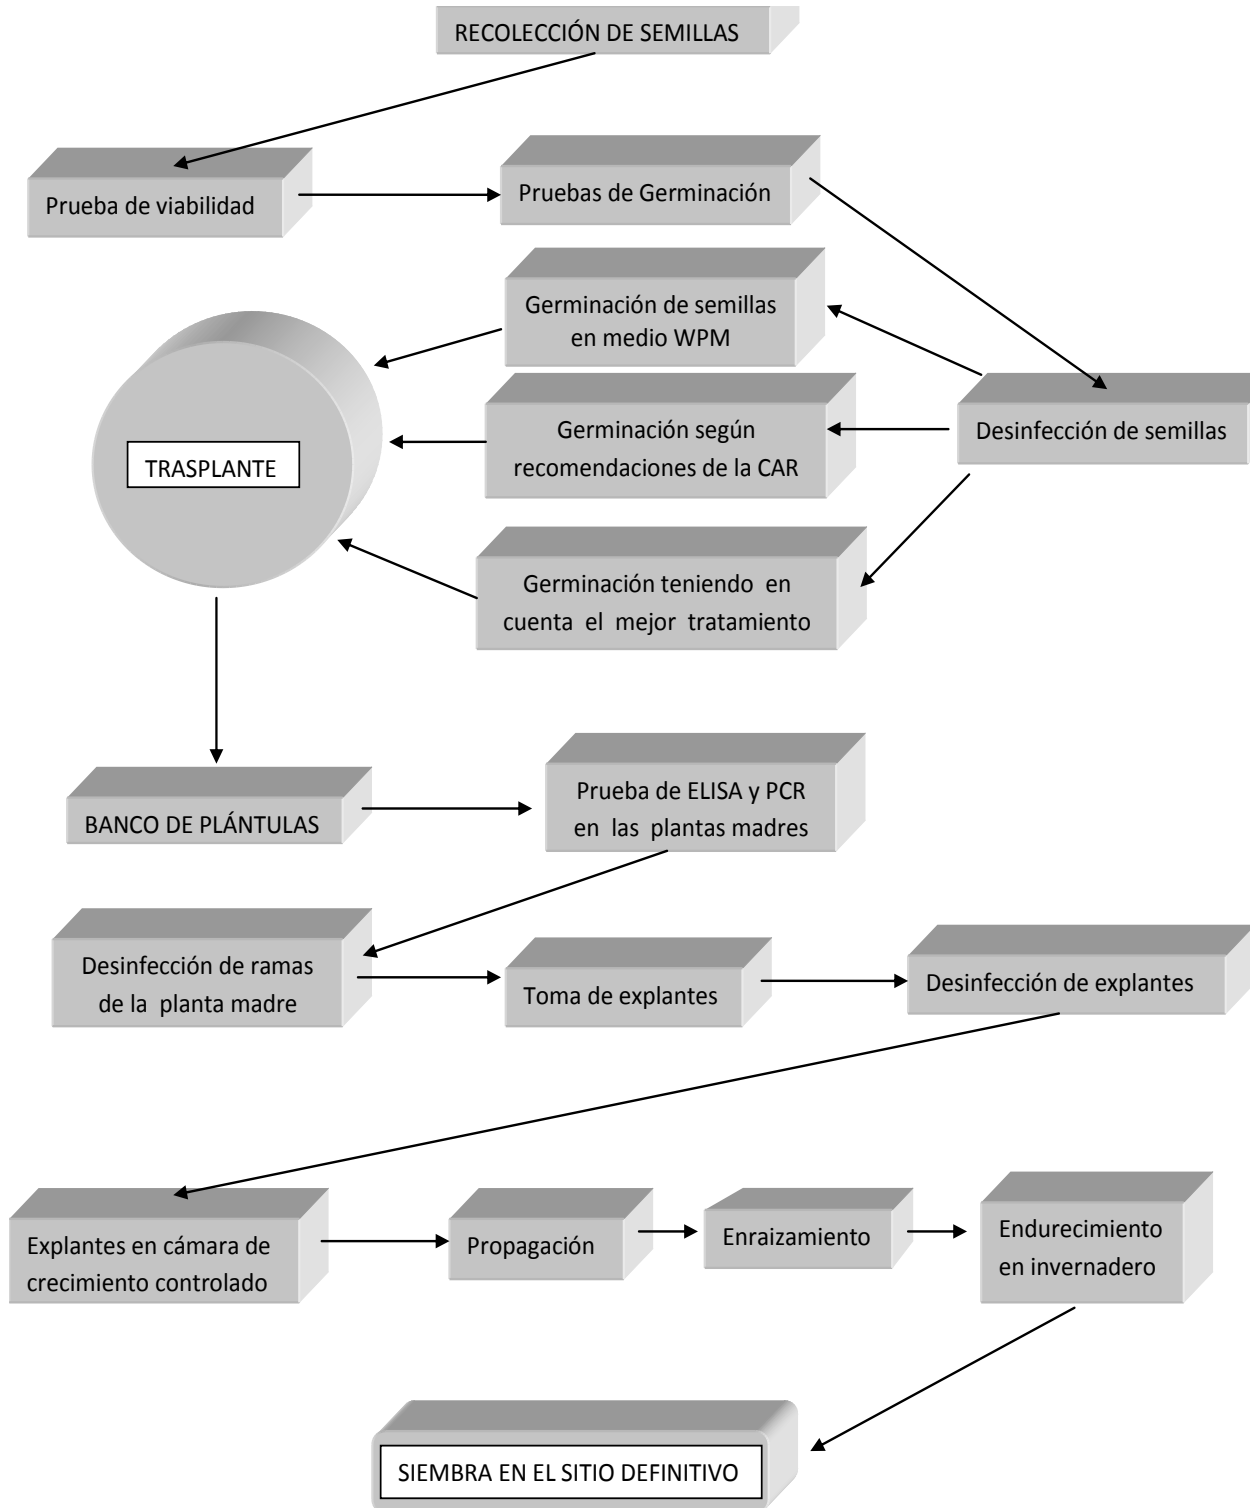 RECOLECCIÓN DE SEMILLAS
Prueba de viabilidad
Pruebas de Germinación
Germinación de semillas
en medio WPM
Germinación según
recomendaciones de la CAR
Desinfección de semillas
TRASPLANTE
Germinación teniendo en
cuenta el mejor tratamiento
BANCO DE PLÁNTULAS
Prueba de ELISA y PCR
en las plantas madres
Desinfección de ramas
de la planta madre
Toma de explantes
Desinfección de explantes
Explantes en cámara de
crecimiento controlado
Propagación
Enraizamiento
Endurecimiento
en invernadero
SIEMBRA EN EL SITIO DEFINITIVO